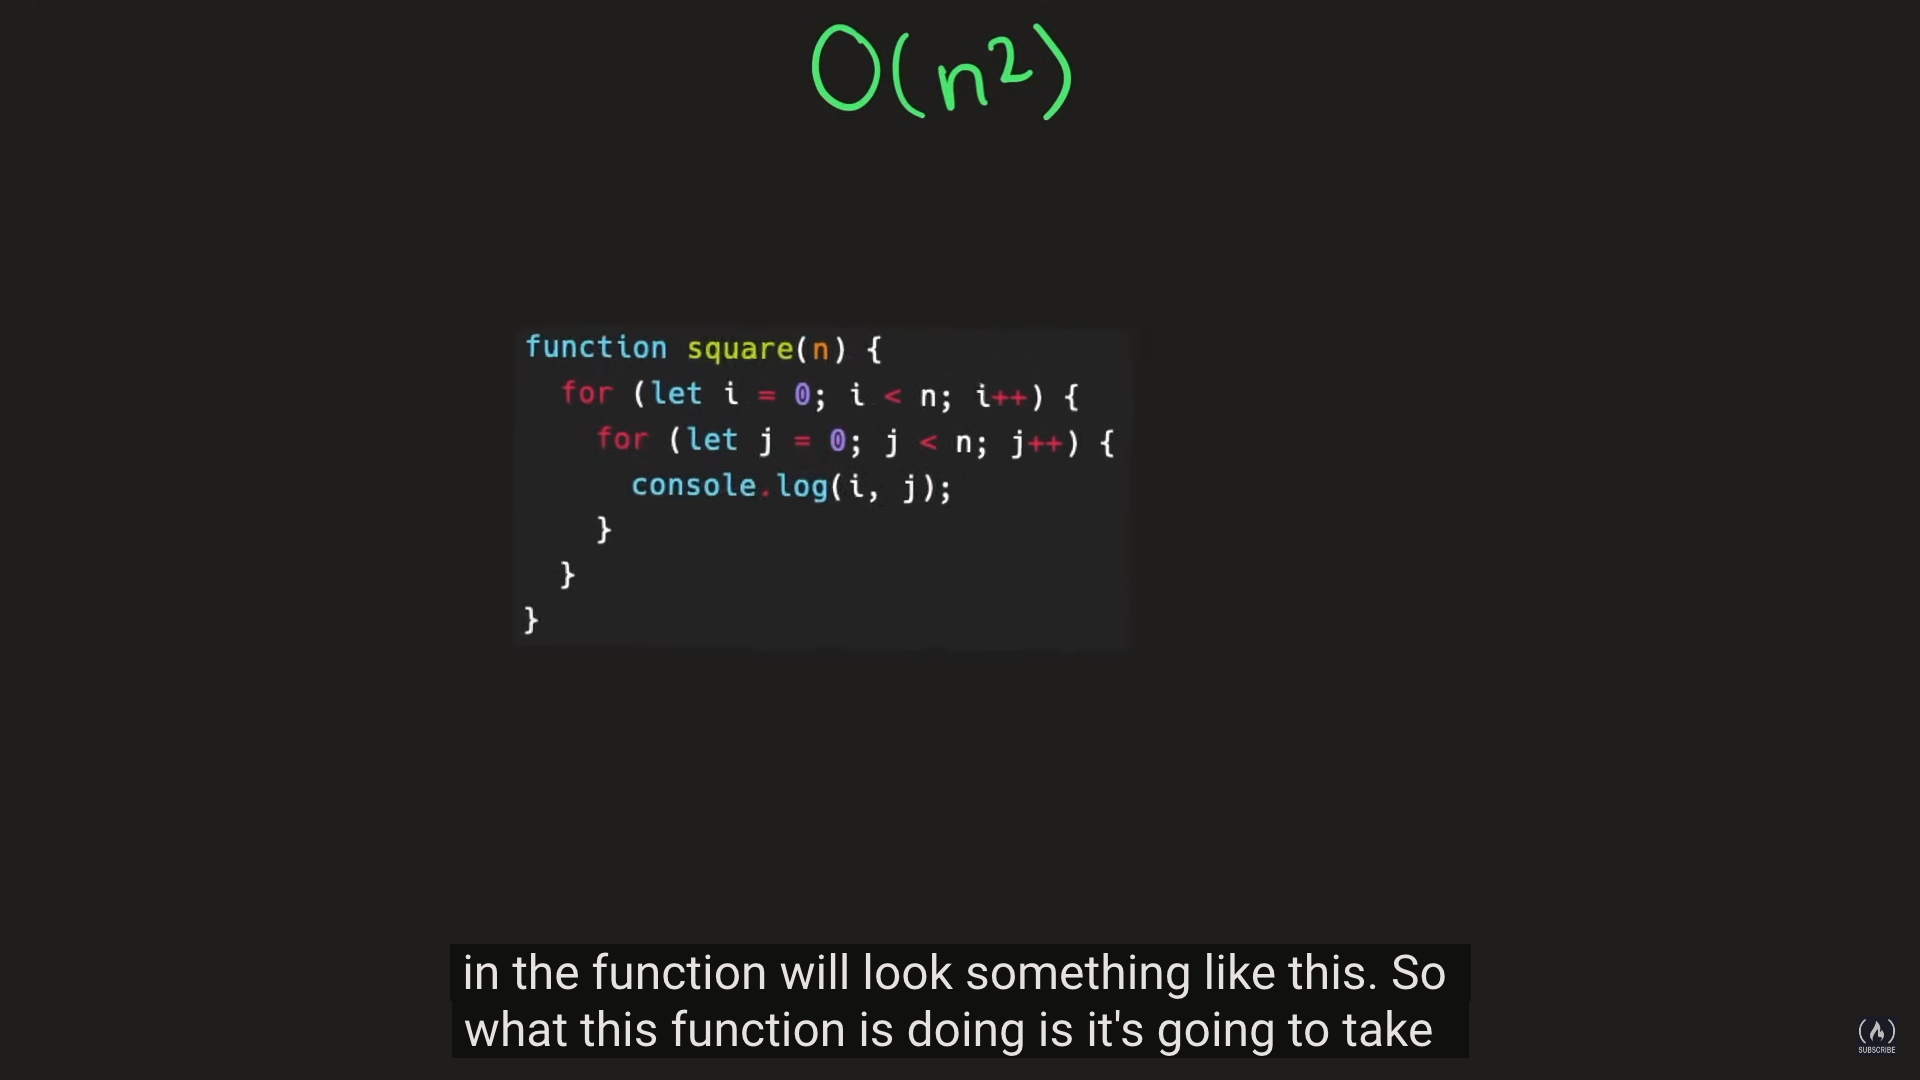 O(n²)
function square(n) {
  for (let i = 0; i < n; i++) {
    for (let j = 0; j < n; j++) {
      console.log(i, j);
    }
  }
}
in the function will look something like this. So
what this function is doing is it's going to take
SUBSCRIBE